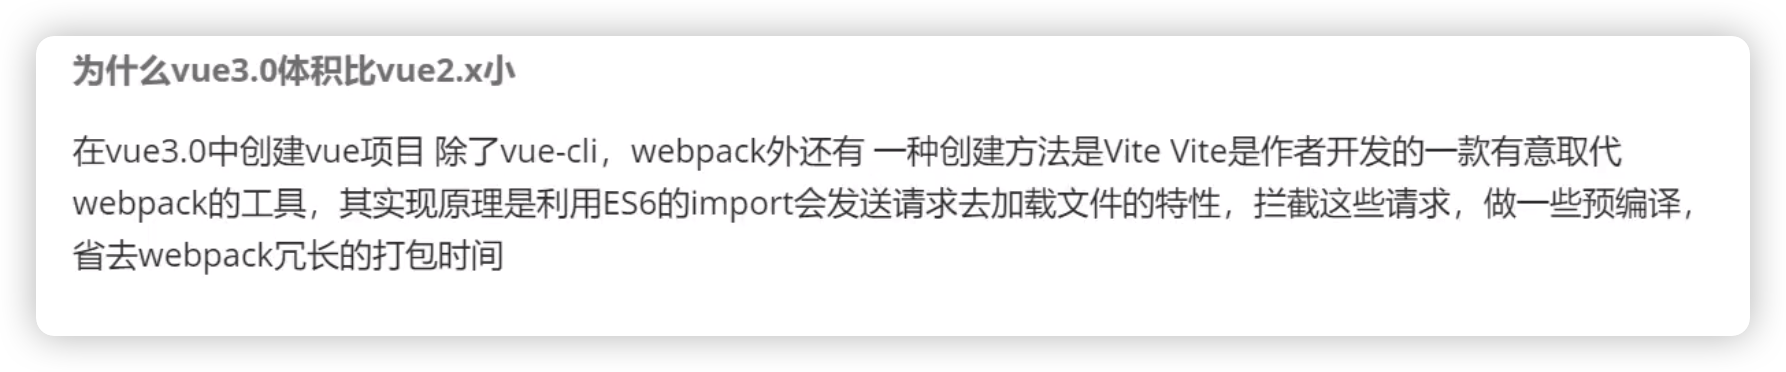 为什么vue3.0体积比vue2.x小
在vue3.0中创建vue项目 除了vue-cli，webpack外还有 一种创建方法是Vite Vite是作者开发的一款有意取代
webpack的工具，其实现原理是利用ES6的import会发送请求去加载文件的特性，拦截这些请求，做一些预编译，
省去webpack冗长的打包时间